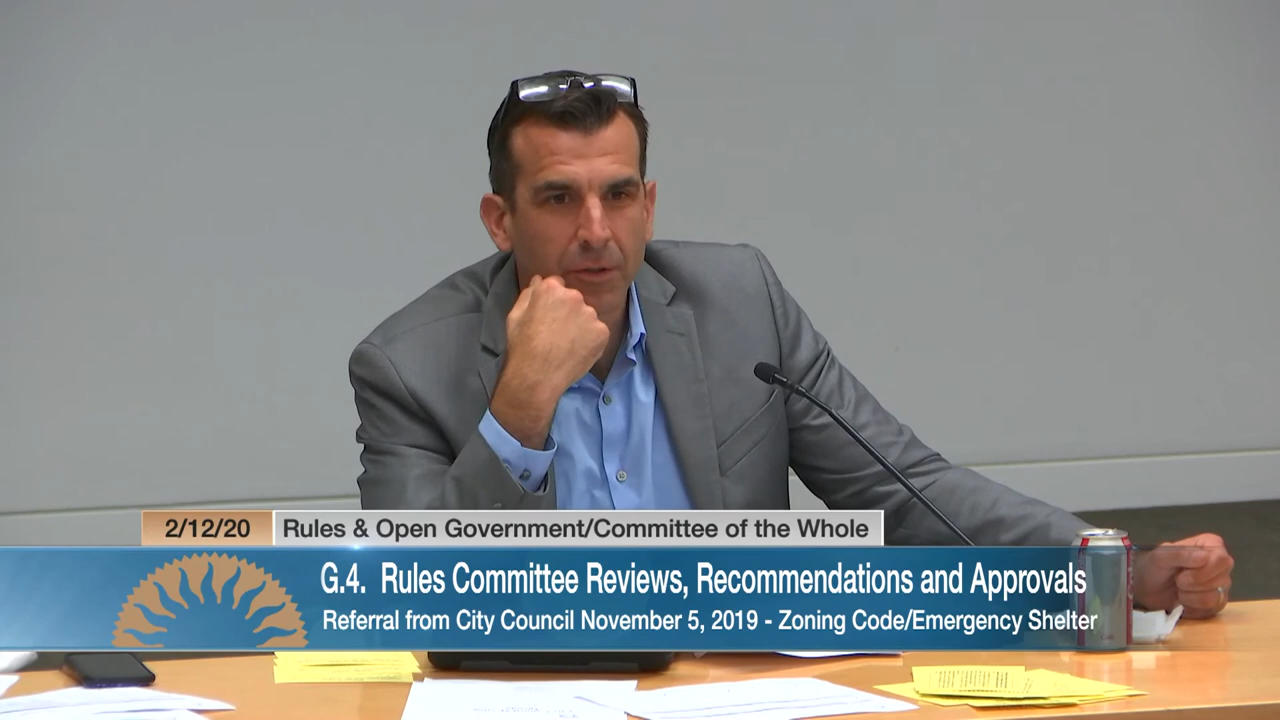 2/12/20
Rules & Open Government/Committee of the Whole
G.4. Rules Committee Reviews, Recommendations and Approvals
Referral from City Council November 5, 2019 - Zoning Code/Emergency Shelter